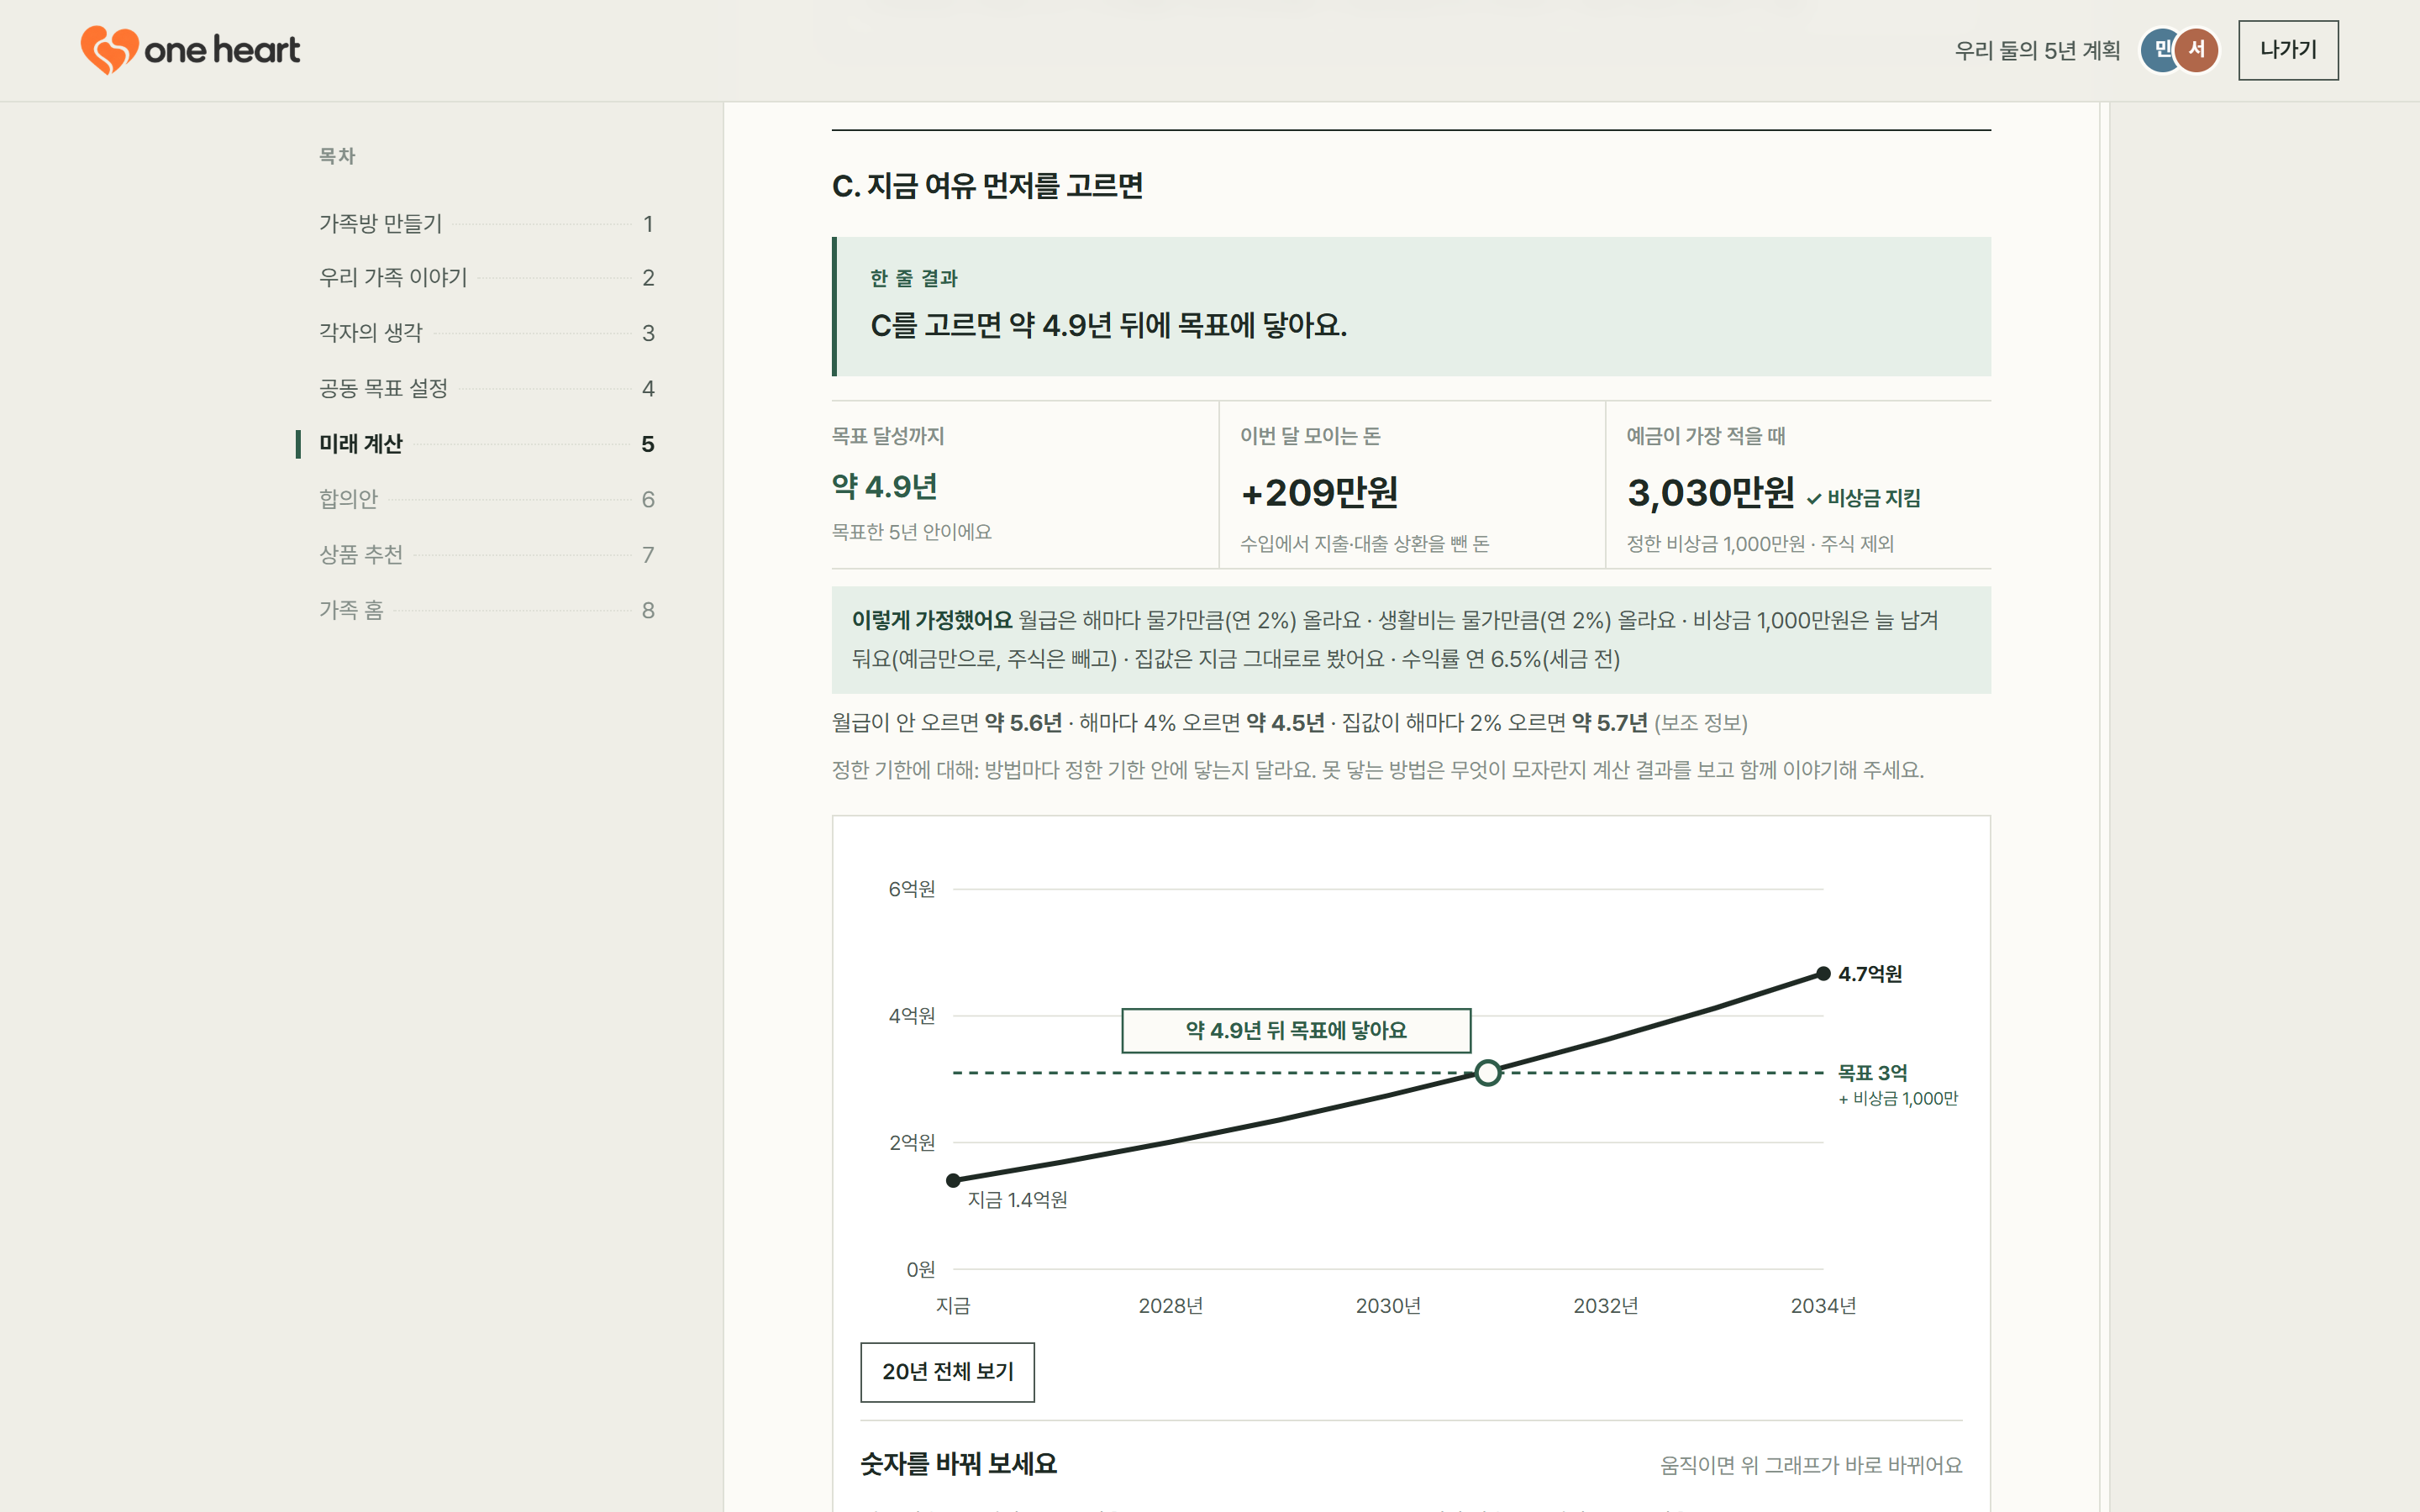 one heart
우리 둘의 5년 계획
민
서
나가기
목차
가족방 만들기 1
우리 가족 이야기 2
각자의 생각 3
공동 목표 설정 4
미래 계산 5
합의안 6
상품 추천 7
가족 홈 8
C. 지금 여유 먼저를 고르면
한 줄 결과
C를 고르면 약 4.9년 뒤에 목표에 닿아요.
목표 달성까지
약 4.9년
목표한 5년 안이에요
이번 달 모이는 돈
+209만원
수입에서 지출·대출 상환을 뺀 돈
예금이 가장 적을 때
3,030만원 ✓ 비상금 지킴
정한 비상금 1,000만원 · 주식 제외
이렇게 가정했어요 월급은 해마다 물가만큼(연 2%) 올라요 · 생활비는 물가만큼(연 2%) 올라요 · 비상금 1,000만원은 늘 남겨
둬요(예금만으로, 주식은 빼고) · 집값은 지금 그대로로 봤어요 · 수익률 연 6.5%(세금 전)
월급이 안 오르면 약 5.6년 · 해마다 4% 오르면 약 4.5년 · 집값이 해마다 2% 오르면 약 5.7년 (보조 정보)
정한 기한에 대해: 방법마다 정한 기한 안에 닿는지 달라요. 못 닿는 방법은 무엇이 모자란지 계산 결과를 보고 함께 이야기해 주세요.
6억원
4.7억원
4억원
약 4.9년 뒤 목표에 닿아요
목표 3억
+ 비상금 1,000만
2억원
지금 1.4억원
0원
지금 2028년 2030년 2032년 2034년
20년 전체 보기
숫자를 바꿔 보세요
움직이면 위 그래프가 바로 바뀌어요